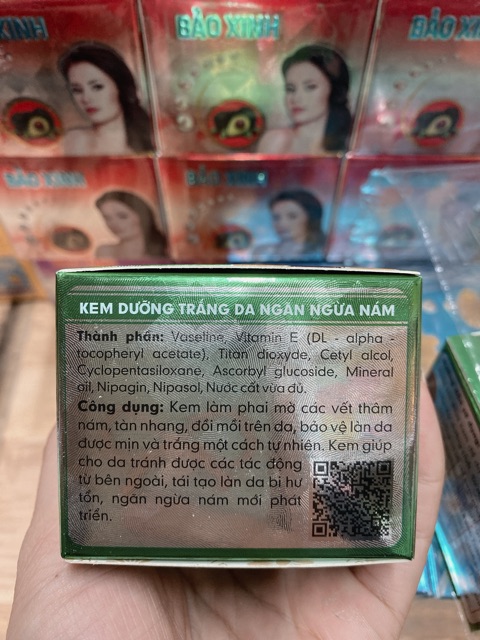 XINH
BẢO XINH
BẢO XINH
BẢO XINH
BẢO XINH
KEM DƯỠNG TRẮNG DA NGĂN NGỪA NÁM
Thành phần: Vaseline, Vitamin E (DL - alpha -
tocopheryl acetate), Titan dioxyde, Cetyl alcol,
Cyclopentasiloxane, Ascorbyl glucoside, Mineral
oil, Nipagin, Nipasol, Nước cất vừa đủ.
Công dụng: Kem làm phai mờ các vết thâm
nám, tàn nhang, đồi mồi trên da, bảo vệ làn da
được mịn và trắng một cách tự nhiên. Kem giúp
cho da tránh được các tác động
từ bên ngoài, tái tạo làn da bị hư
tổn, ngăn ngừa nám mới phát
triển.